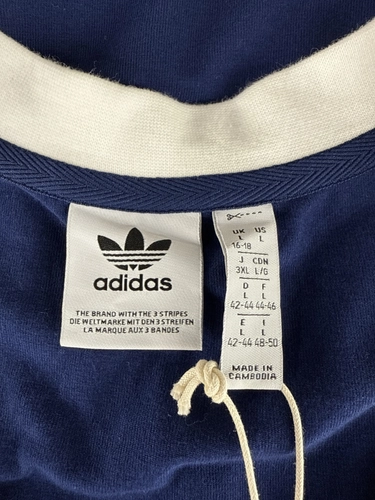 adidas
THE BRAND WITH THE 3 STRIPES
DIE WELTMARKE MIT DEN 3 STREIFEN
LA MARQUE AUX 3 BANDES
UK US
L L
16-18
J CDN
3XL L/G
D F
L L
42-44 44-46
E I
L L
42-44 48-50
MADE IN
CAMBODIA